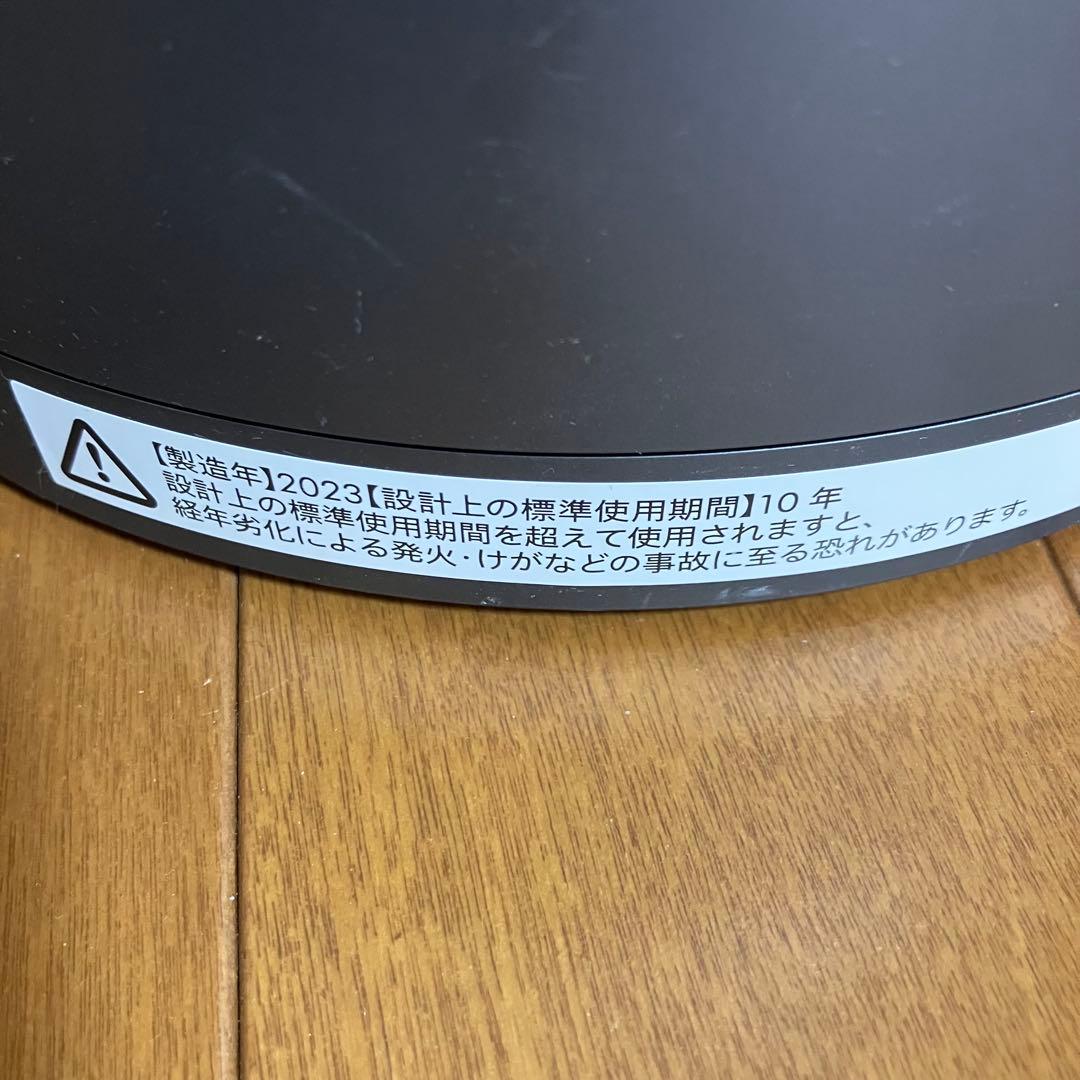 【製造年】2023【設計上の標準使用期間】10 年
設計上の標準使用期間を超えて使用されますと、
経年劣化による発火・けがなどの事故に至る恐れがあります。